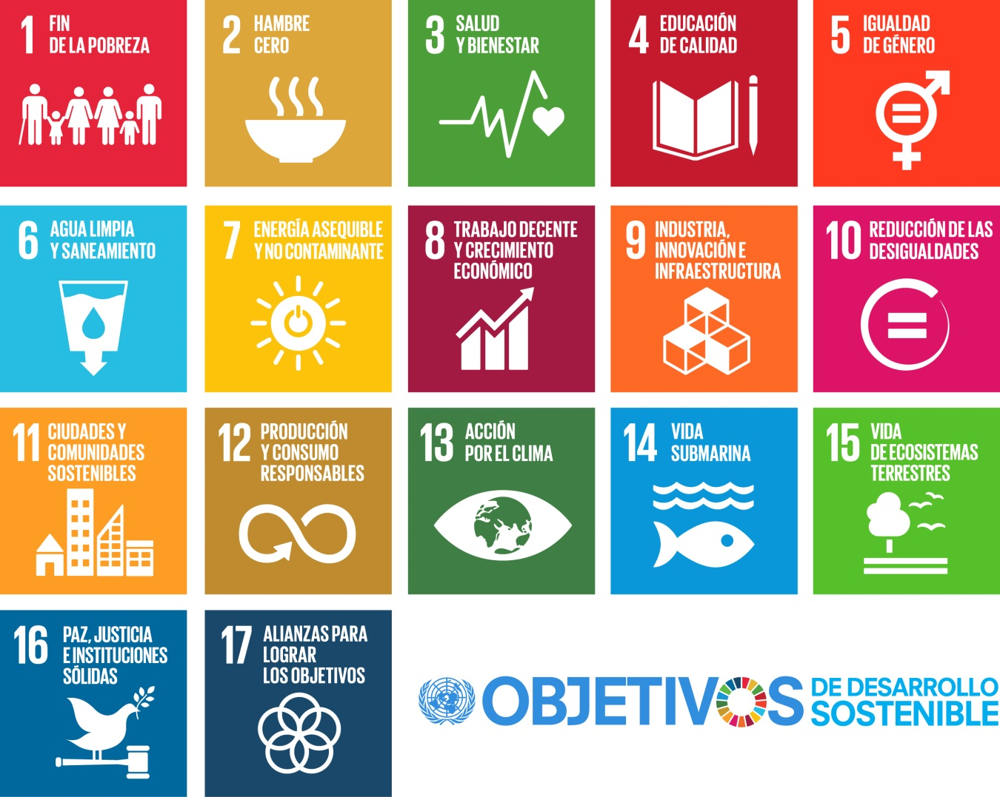 1 FIN
DE LA POBREZA
2 HAMBRE
CERO
3 SALUD
Y BIENESTAR
4 EDUCACIÓN
DE CALIDAD
5 IGUALDAD
DE GÉNERO
6 AGUA LIMPIA
Y SANEAMIENTO
7 ENERGÍA ASEQUIBLE
Y NO CONTAMINANTE
8 TRABAJO DECENTE
Y CRECIMIENTO
ECONÓMICO
9 INDUSTRIA,
INNOVACIÓN E
INFRAESTRUCTURA
10 REDUCCIÓN DE LAS
DESIGUALDADES
11 CIUDADES Y
COMUNIDADES
SOSTENIBLES
12 PRODUCCIÓN
Y CONSUMO
RESPONSABLES
13 ACCIÓN
POR EL CLIMA
14 VIDA
SUBMARINA
15 VIDA
DE ECOSISTEMAS
TERRESTRES
16 PAZ, JUSTICIA
E INSTITUCIONES
SÓLIDAS
17 ALIANZAS PARA
LOGRAR
LOS OBJETIVOS
OBJETIVOS
DE DESARROLLO
SOSTENIBLE